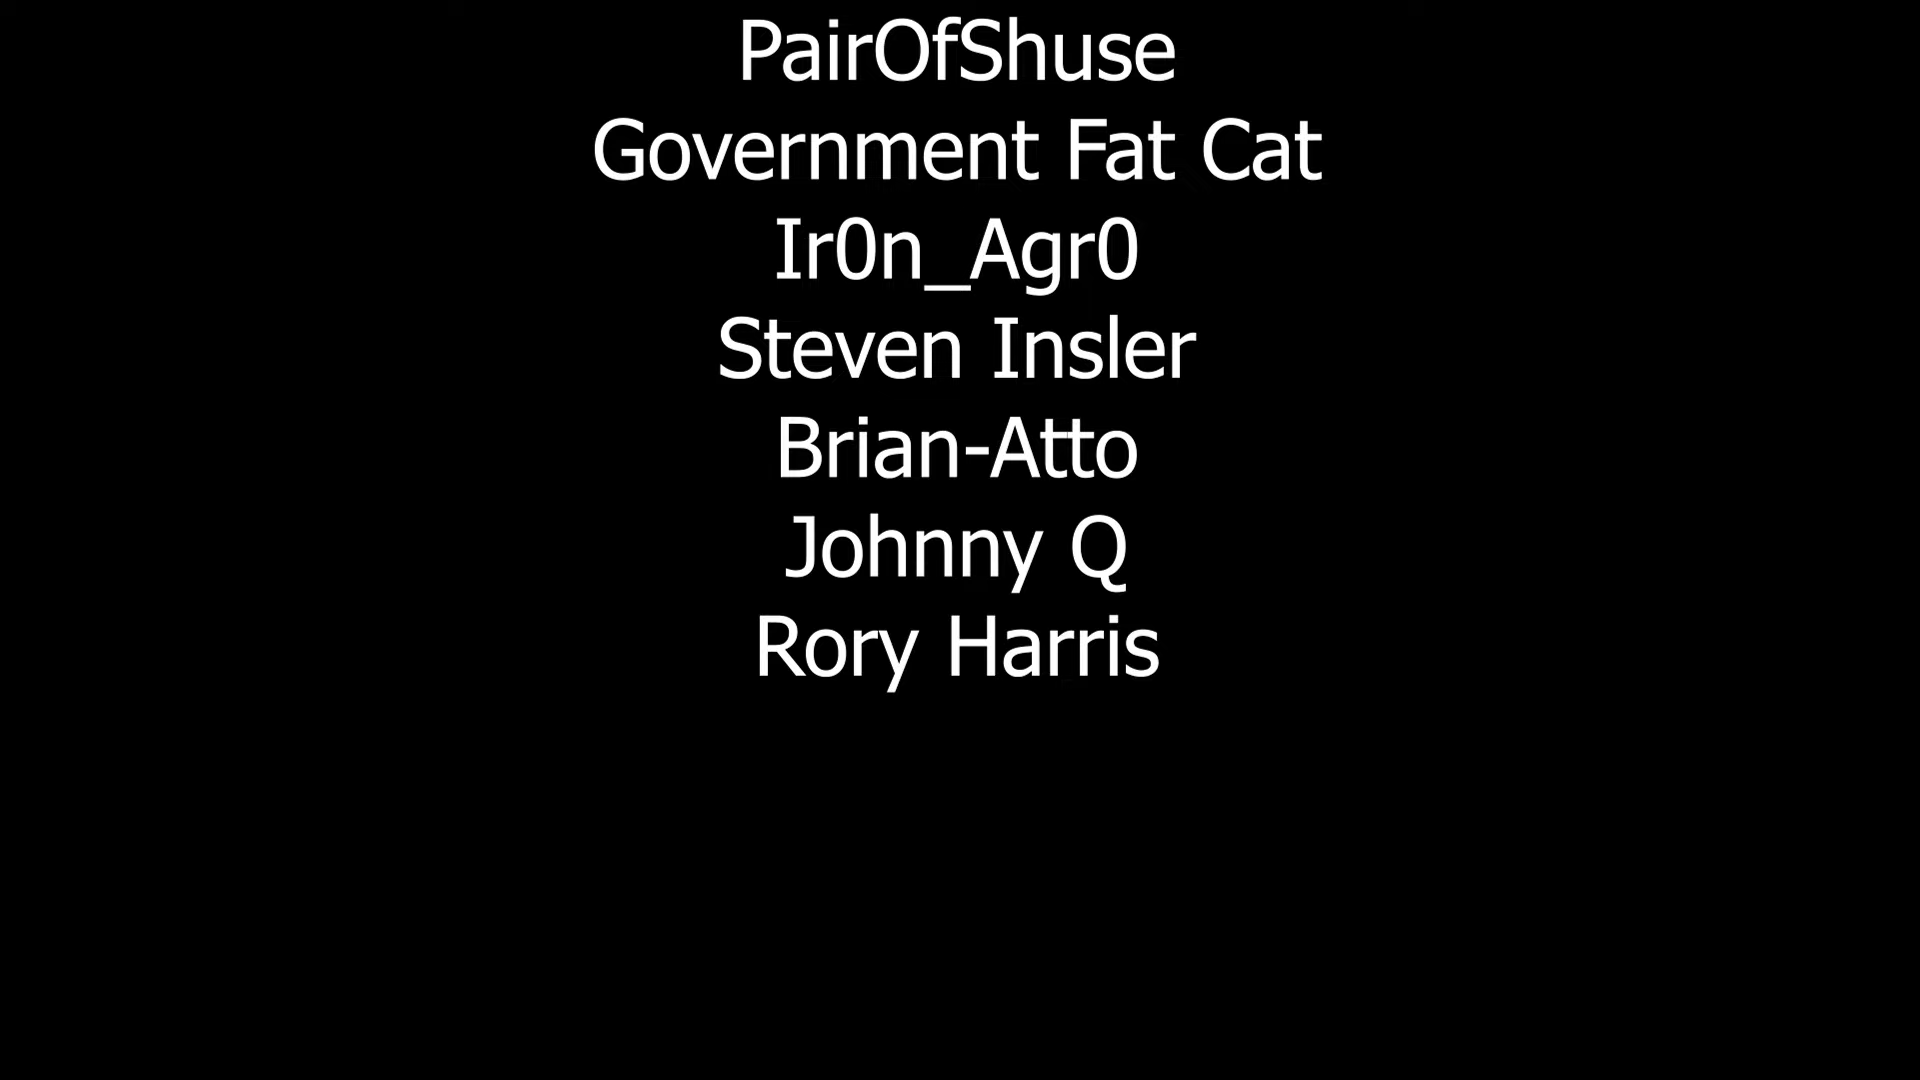 PairOfShuse
Government Fat Cat
Ir0n_Agr0
Steven Insler
Brian-Atto
Johnny Q
Rory Harris